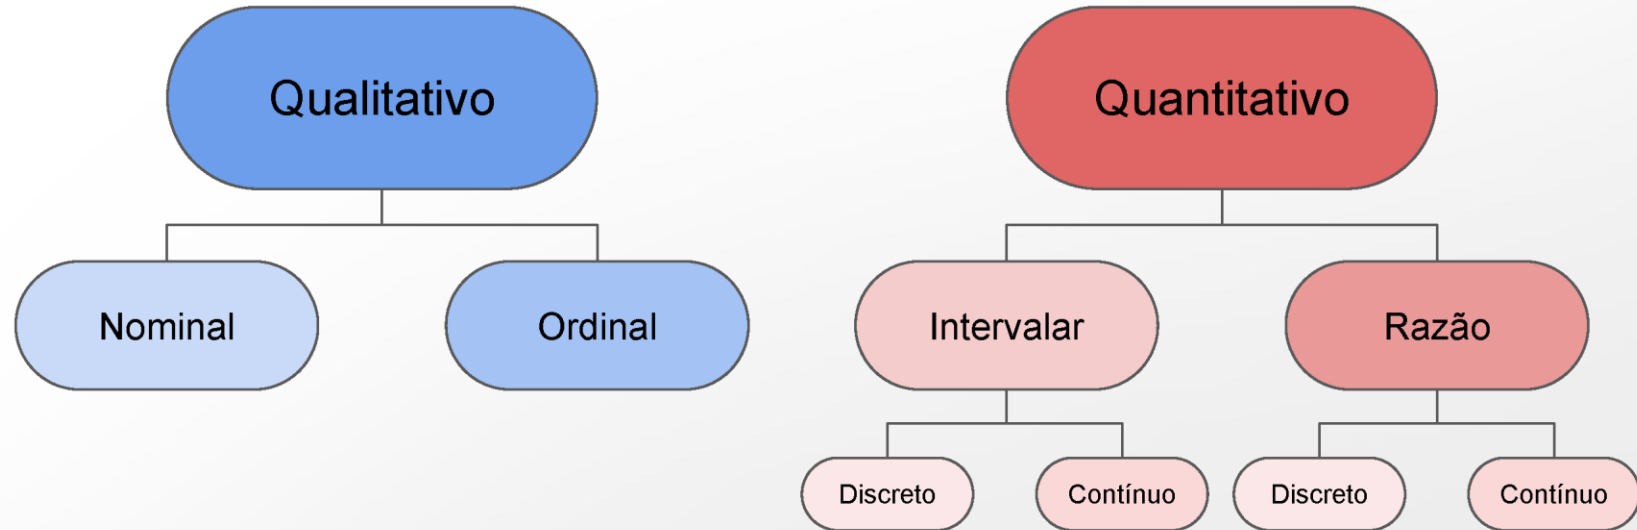 Qualitativo
Quantitativo
Nominal
Ordinal
Intervalar
Razão
Discreto
Contínuo
Discreto
Contínuo